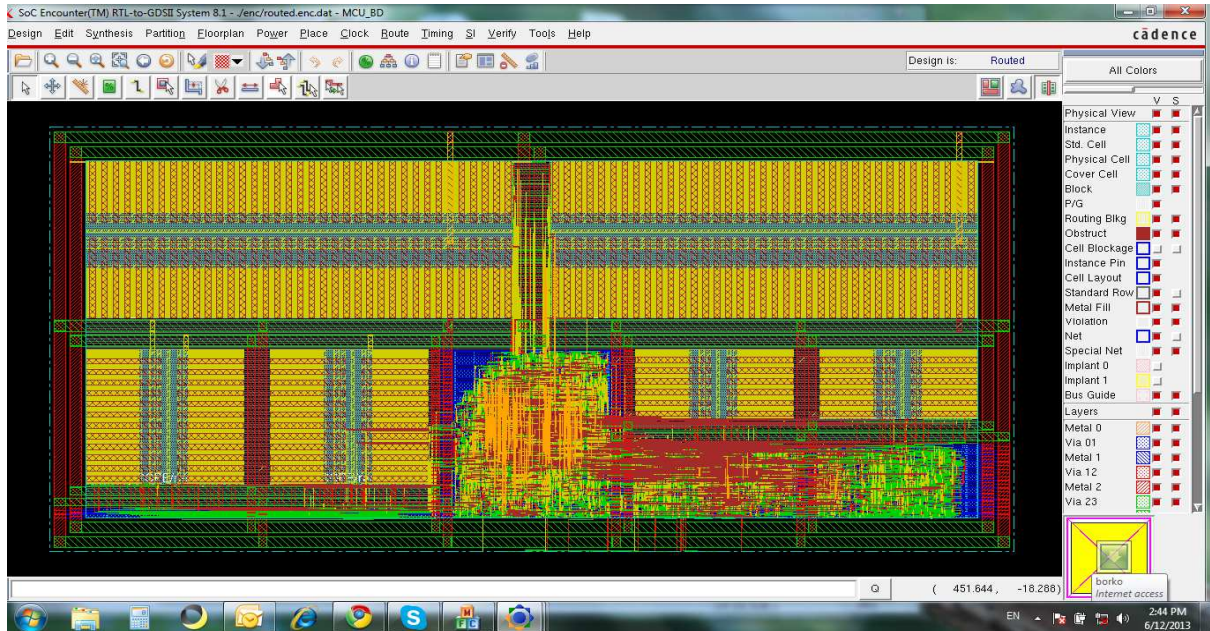 SoC Encounter(TM) RTL-to-GDSII System 8.1 - ./enc/routed.enc.dat - MCU_BD
Design Edit Synthesis Partition Floorplan Power Place Clock Route Timing SI Verify Tools Help
cādence
Design is: Routed
All Colors
V S
Physical View
Instance
Std. Cell
Physical Cell
Cover Cell
Block
P/G
Routing Blkg
Obstruct
Cell Blockage
Instance Pin
Cell Layout
Standard Row
Metal Fill
Violation
Net
Special Net
Implant 0
Implant 1
Bus Guide
Layers
Metal 0
Via 01
Metal 1
Via 12
Metal 2
Via 23
Q ( 451.644 , -18.288)
borko
Internet access
EN
2:44 PM
6/12/2013